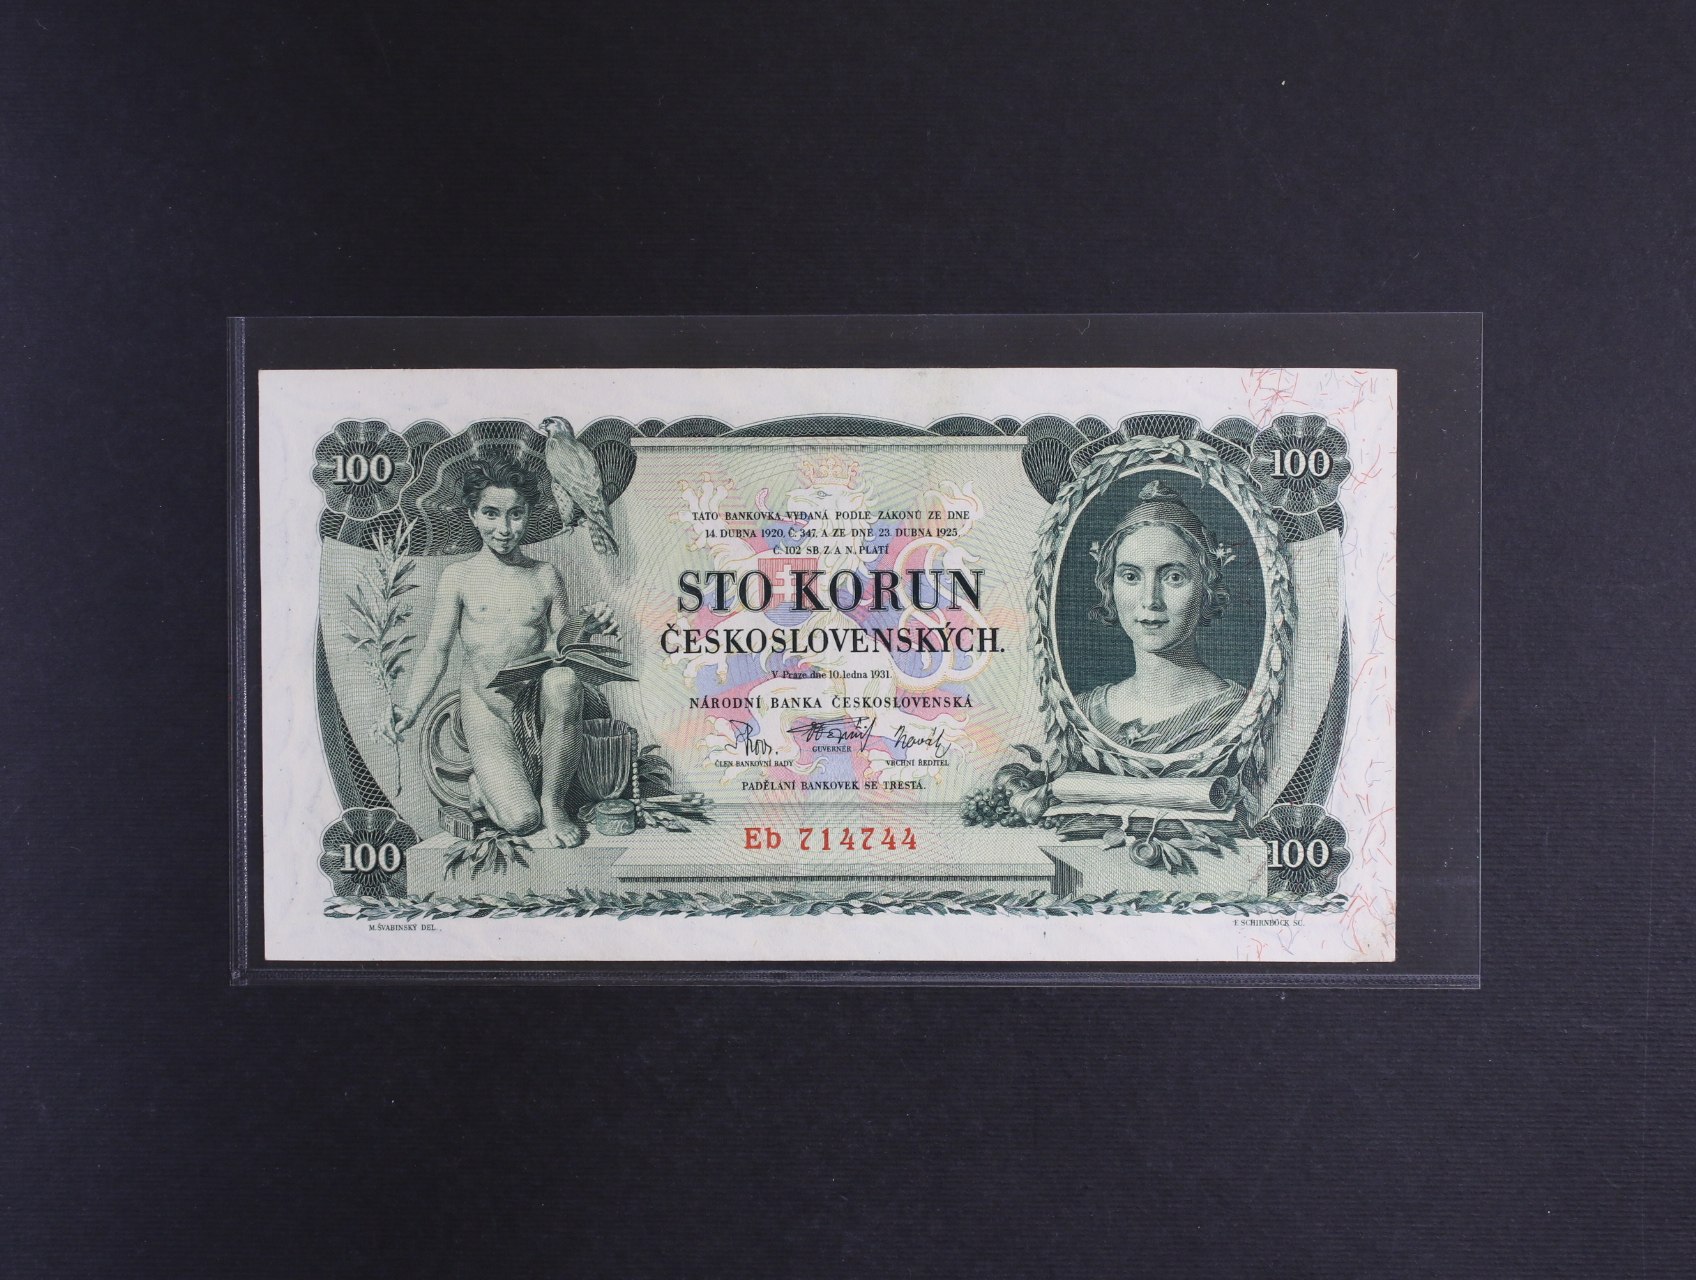 100
100
TATO BANKOVKA, VYDANÁ PODLE ZÁKONŮ ZE DNE
14. DUBNA 1920, Č. 347, A ZE DNE 23. DUBNA 1925,
Č. 102 SB. Z. A N., PLATÍ
STO KORUN
ČESKOSLOVENSKÝCH.
V Praze dne 10. ledna 1931.
NÁRODNÍ BANKA ČESKOSLOVENSKÁ
GUVERNÉR
ČLEN BANKOVNÍ RADY
VRCHNÍ ŘEDITEL
PADĚLÁNÍ BANKOVEK SE TRESTÁ.
Eb 714744
100
100
M. ŠVABINSKÝ DEL.
F. SCHIRNBÖCK SC.